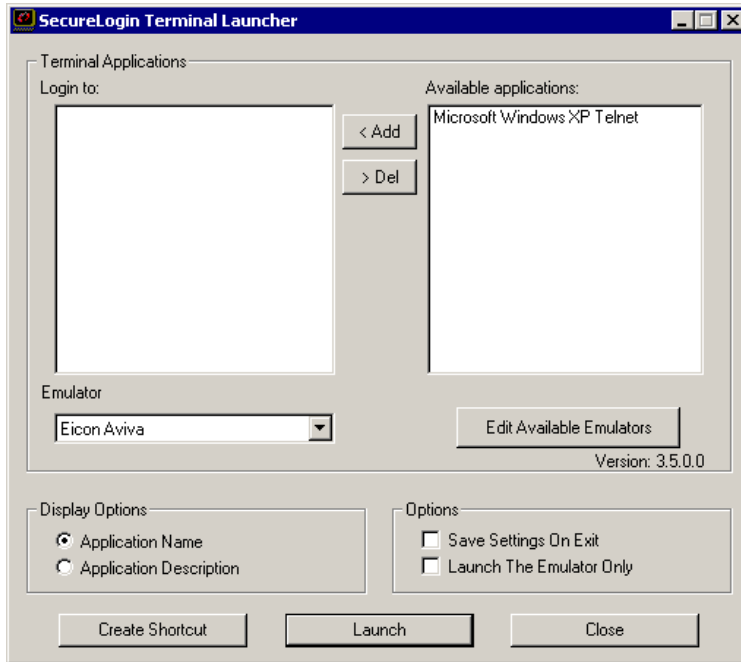 SecureLogin Terminal Launcher
Terminal Applications
Login to:
Available applications:
< Add
> Del
Microsoft Windows XP Telnet
Emulator
Eicon Aviva
Edit Available Emulators
Version: 3.5.0.0
Display Options
Application Name
Application Description
Options
Save Settings On Exit
Launch The Emulator Only
Create Shortcut
Launch
Close